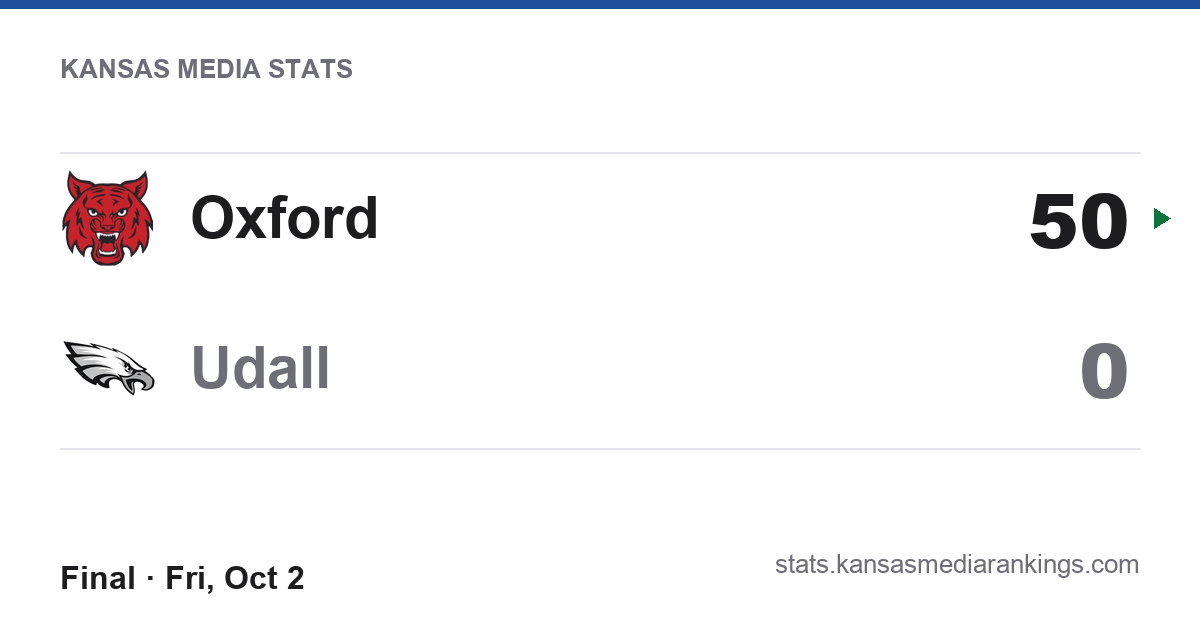 KANSAS MEDIA STATS
Oxford 50
Udall 0
Final · Fri, Oct 2
stats.kansasmediarankings.com